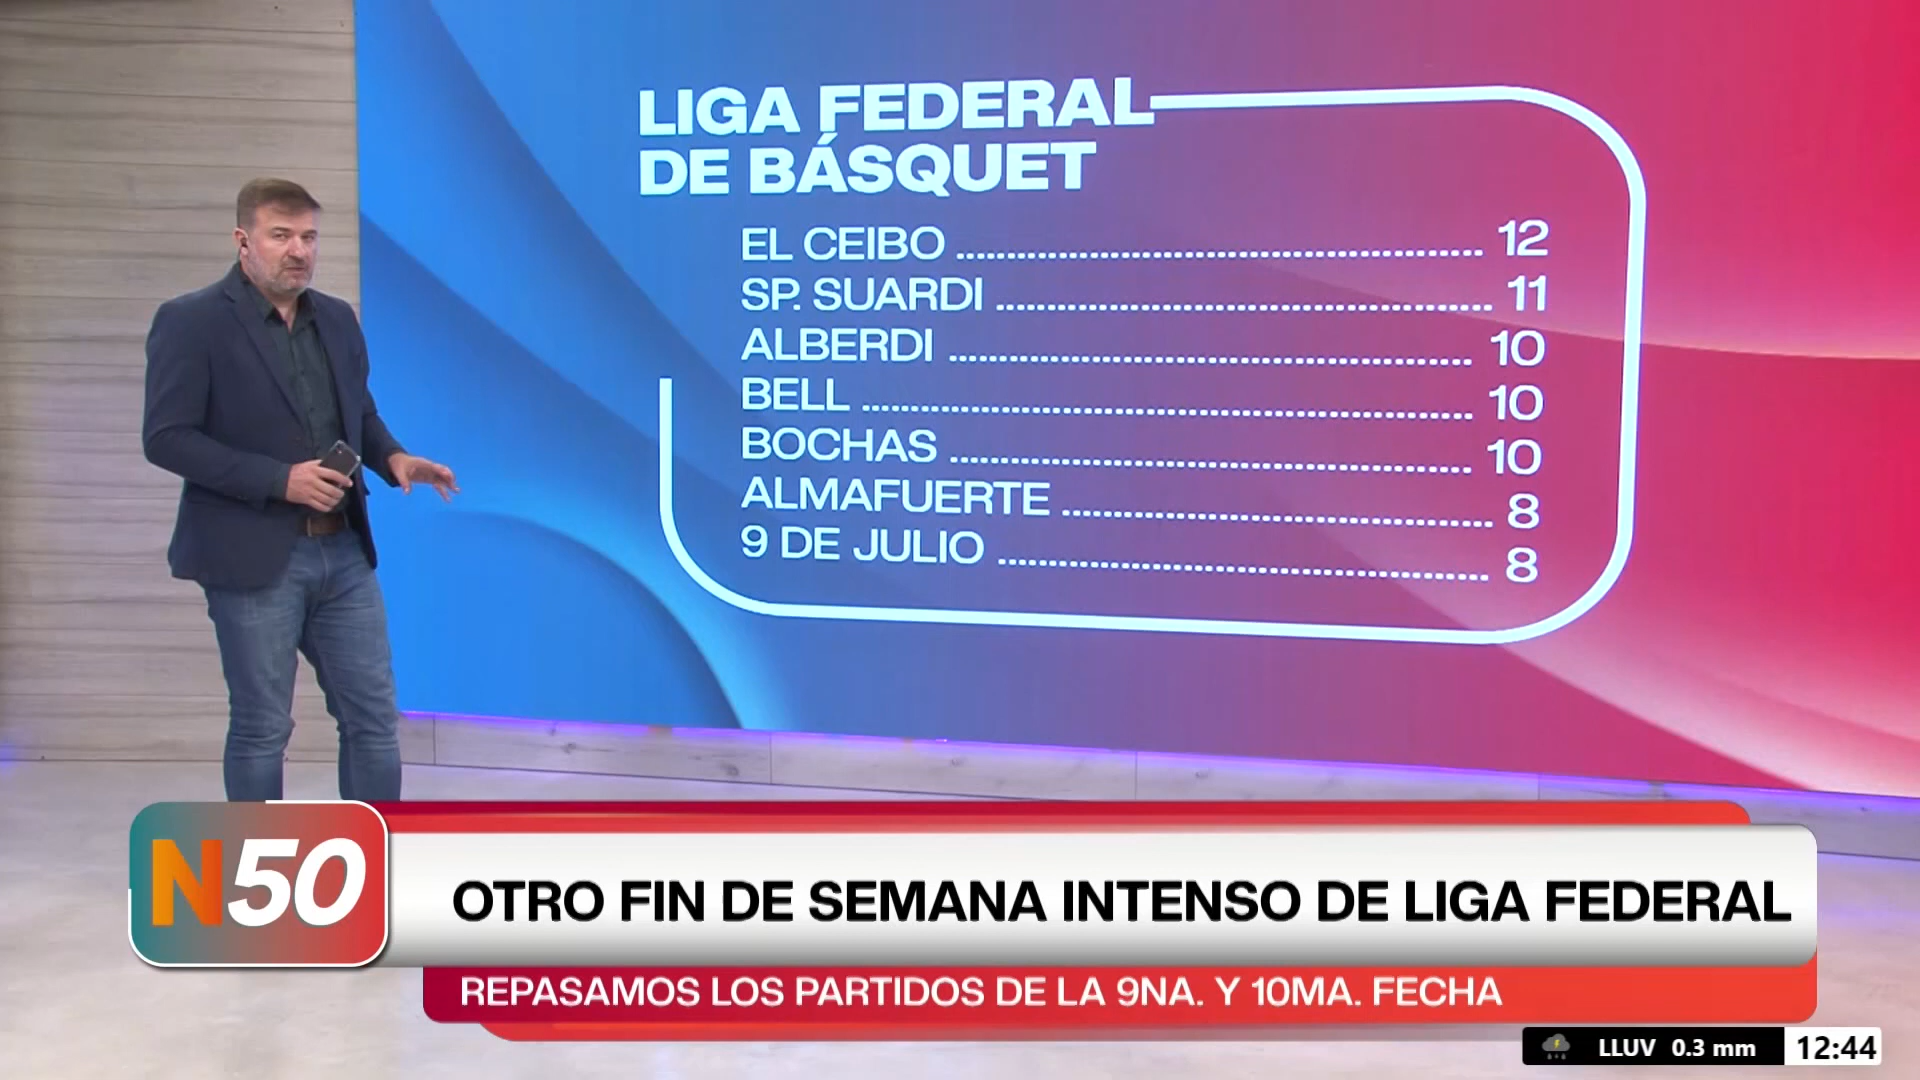 LIGA FEDERAL
DE BÁSQUET
EL CEIBO ........................................ 12
SP. SUARDI ........................................ 11
ALBERDI ........................................ 10
BELL ........................................ 10
BOCHAS ........................................ 10
ALMAFUERTE ........................................ 8
9 DE JULIO ........................................ 8
N50
OTRO FIN DE SEMANA INTENSO DE LIGA FEDERAL
REPASAMOS LOS PARTIDOS DE LA 9NA. Y 10MA. FECHA
LLUV 0.3 mm 12:44